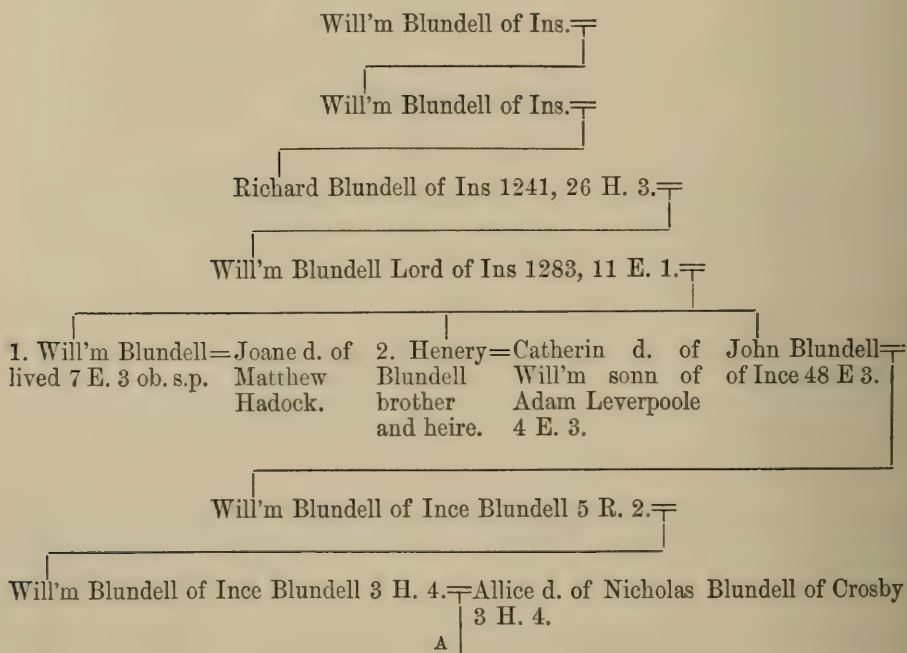 Will'm Blundell of Ins.
Will'm Blundell of Ins.
Richard Blundell of Ins 1241, 26 H. 3.
Will'm Blundell Lord of Ins 1283, 11 E. 1.
1. Will'm Blundell=Joane d. of
lived 7 E. 3 ob. s.p. Matthew
Hadock.
2. Henery=Catherin d. of
Blundell Will'm sonn of
brother Adam Leverpoole
and heire. 4 E. 3.
John Blundell
of Ince 48 E 3.
Will'm Blundell of Ince Blundell 5 R. 2.
Will'm Blundell of Ince Blundell 3 H. 4.=Allice d. of Nicholas Blundell of Crosby
3 H. 4.
A